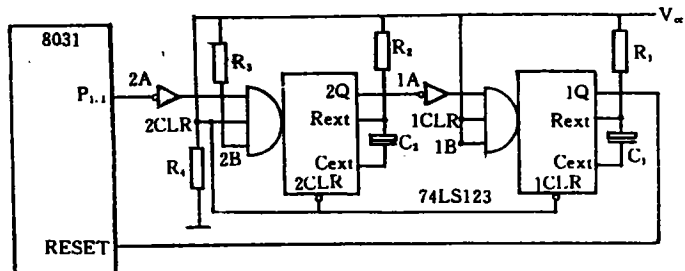 V_cc
8031
R₃
R₂
R₁
P₁.₁
2A
2Q
1A
1Q
2CLR
Rext
1CLR
Rext
2B
1B
C₂
C₁
R₄
Cext
Cext
2CLR
74LS123
1CLR
RESET